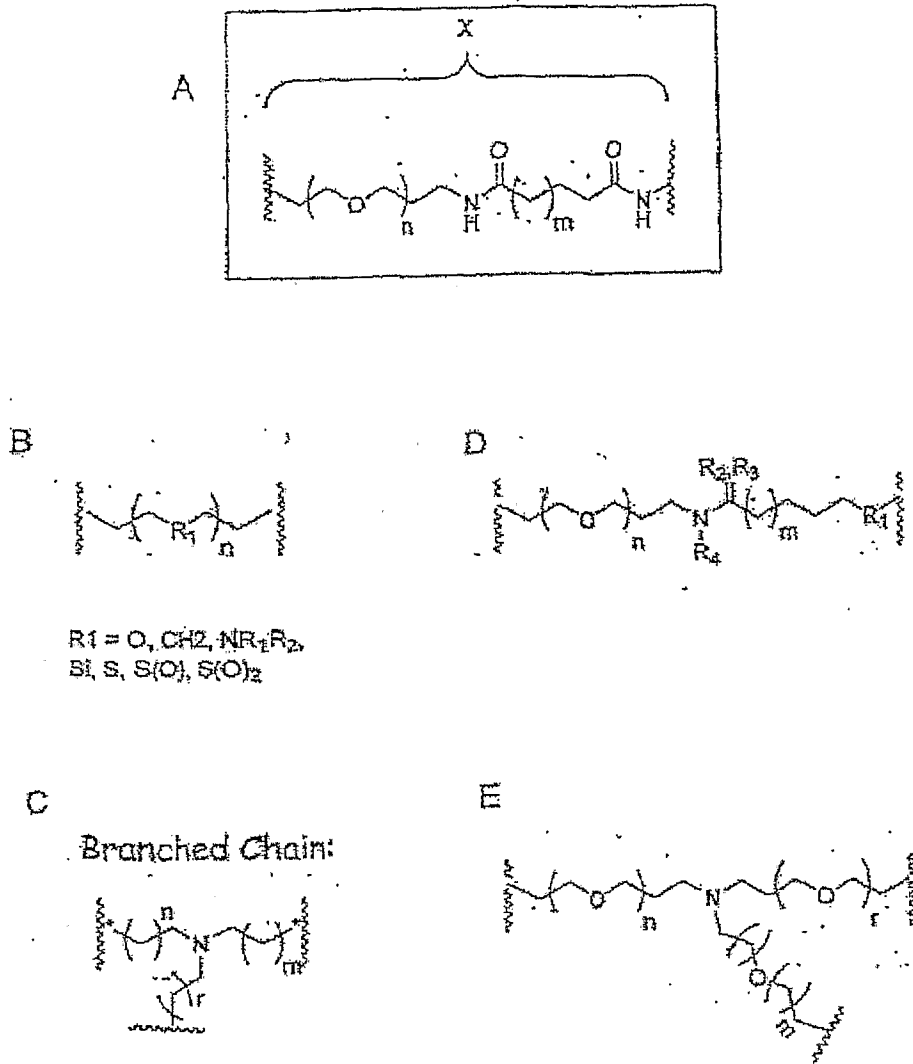 X
A
O
O
O
n
N
H
m
N
H
B
R₁
n
R1 = O, CH2, NR₁R₂,
Si, S, S(O), S(O)₂
D
R₂,R₃
O
n
N
R₄
m
R₁
C
Branched Chain:
n
N
m
r
E
O
n
N
O
r
O
m